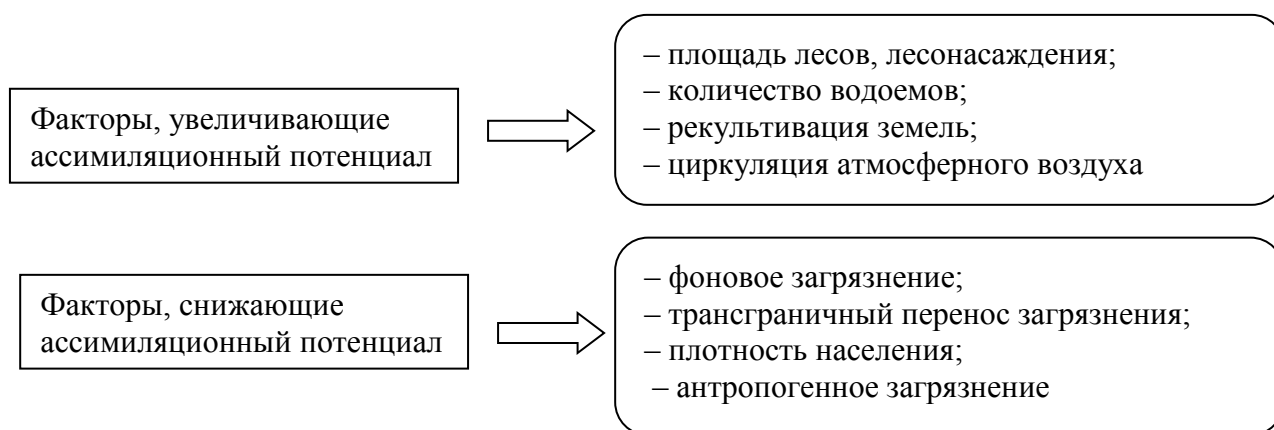 Факторы, увеличивающие
ассимиляционный потенциал
– площадь лесов, лесонасаждения;
– количество водоемов;
– рекультивация земель;
– циркуляция атмосферного воздуха
Факторы, снижающие
ассимиляционный потенциал
– фоновое загрязнение;
– трансграничный перенос загрязнения;
– плотность населения;
– антропогенное загрязнение